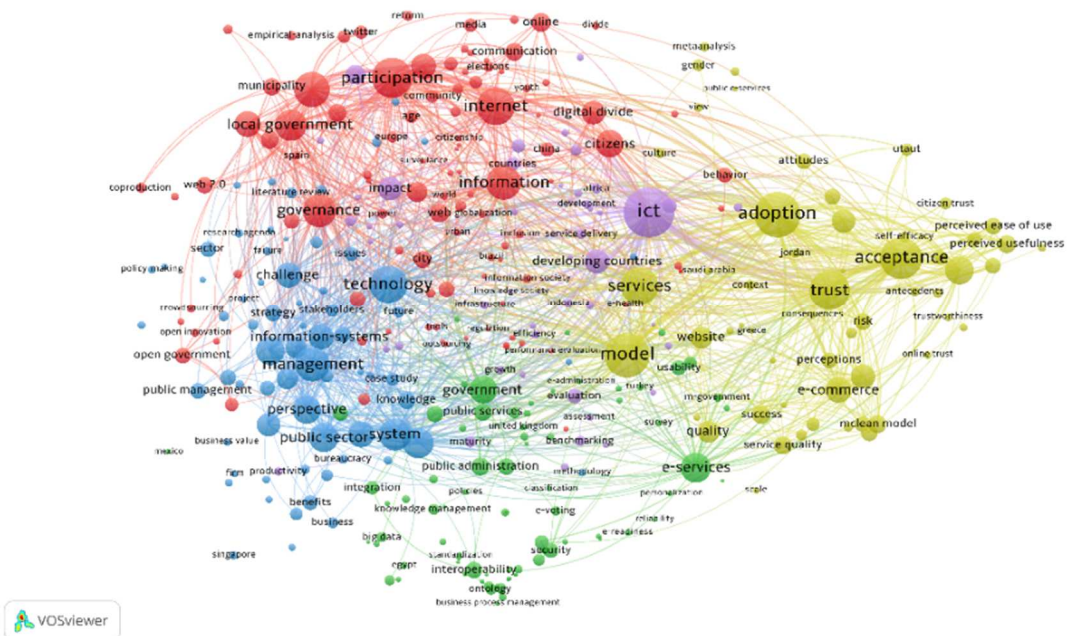 reform
empirical analysis
twitter
media
online
divide
communication
metaanalysis
elections
gender
participation
municipality
youth
public e-services
community
internet
view
age
digital divide
local government
europe
citizenship
citizens
china
culture
utaut
spain
surveillance
countries
attitudes
behavior
coproduction
web 2.0
literature review
impact
world
information
africa
development
citizen trust
governance
power
web
globalization
ict
adoption
perceived ease of use
research agenda
urban
inclusion
service delivery
self-efficacy
perceived usefulness
sector
failure
issues
brazil
jordan
acceptance
policy making
challenge
city
developing countries
saudi arabia
information society
technology
services
context
trust
antecedents
project
knowledge society
crowdsourcing
strategy
stakeholders
future
infrastructure
indonesia
e-health
consequences
trustworthiness
risk
open innovation
information-systems
tools
efficiency
website
greece
open government
outsourcing
performance evaluation
model
online trust
management
growth
usability
perceptions
public management
case study
government
e-administration
turkey
e-commerce
knowledge
evaluation
m-government
perspective
public services
assessment
success
united kingdom
survey
mclean model
public sector
system
quality
business value
maturity
benchmarking
service quality
mexico
bureaucracy
public administration
e-services
firm
productivity
methodology
integration
policies
classification
personalization
scale
benefits
knowledge management
e-voting
business
reliability
e-readiness
big data
singapore
standardization
security
egypt
interoperability
ontology
business process management
VOSviewer